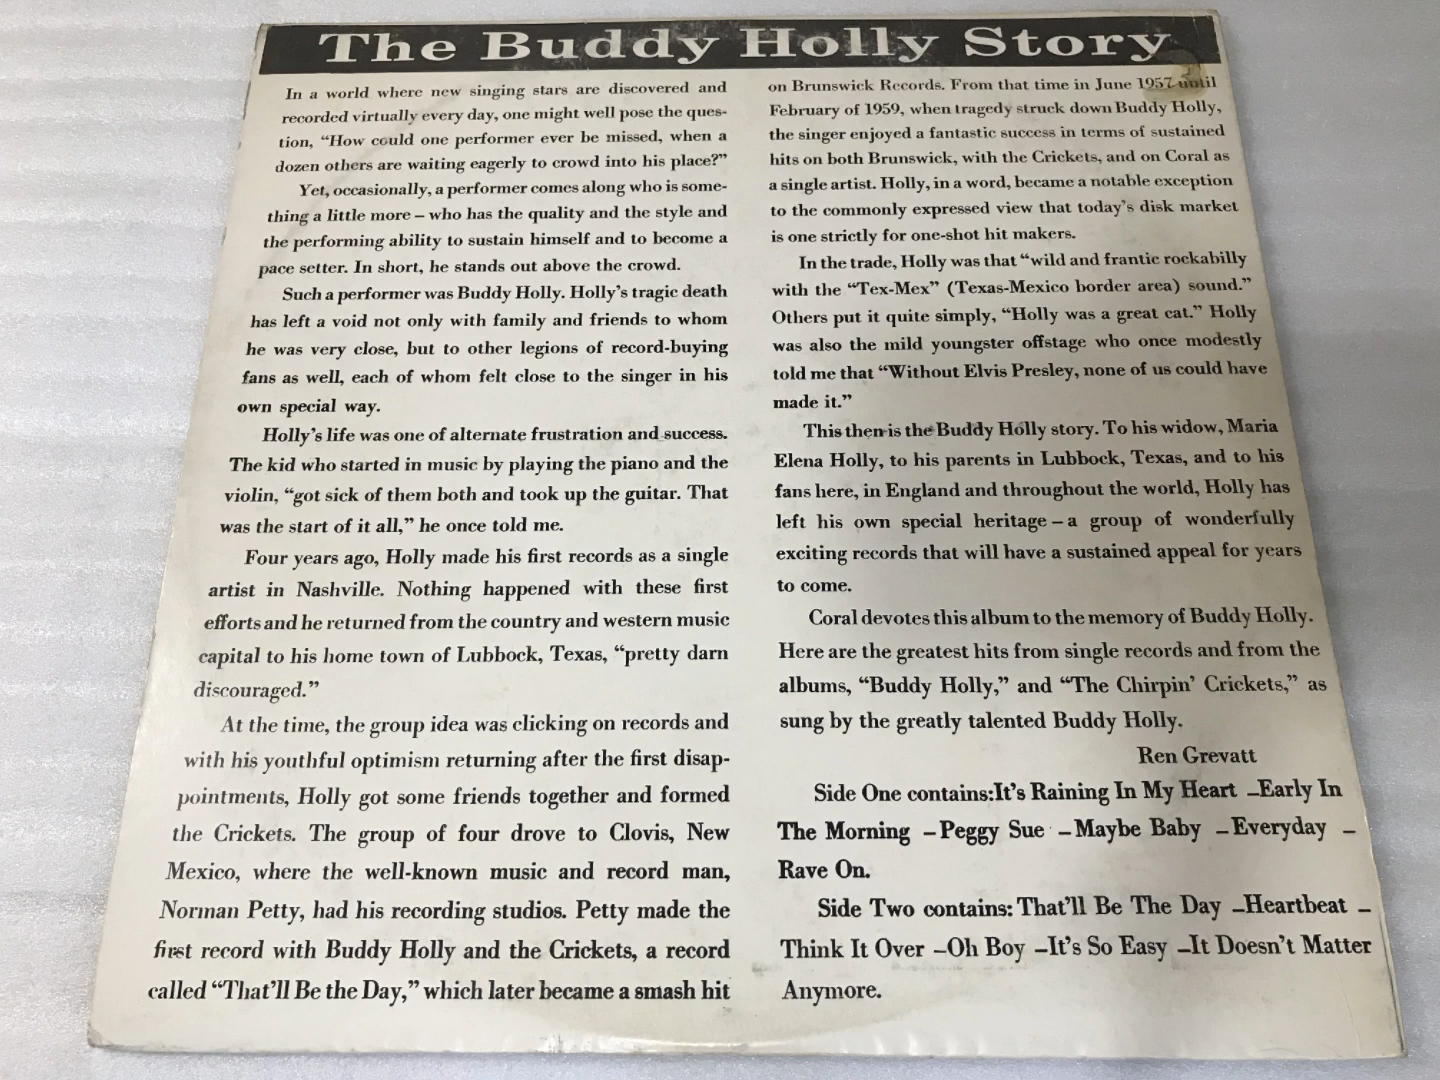 The Buddy Holly Story
In a world where new singing stars are discovered and
recorded virtually every day, one might well pose the ques-
tion, “How could one performer ever be missed, when a
dozen others are waiting eagerly to crowd into his place?”
Yet, occasionally, a performer comes along who is some-
thing a little more – who has the quality and the style and
the performing ability to sustain himself and to become a
pace setter. In short, he stands out above the crowd.
Such a performer was Buddy Holly. Holly’s tragic death
has left a void not only with family and friends to whom
he was very close, but to other legions of record-buying
fans as well, each of whom felt close to the singer in his
own special way.
Holly’s life was one of alternate frustration and success.
The kid who started in music by playing the piano and the
violin, “got sick of them both and took up the guitar. That
was the start of it all,” he once told me.
Four years ago, Holly made his first records as a single
artist in Nashville. Nothing happened with these first
efforts and he returned from the country and western music
capital to his home town of Lubbock, Texas, “pretty darn
discouraged.”
At the time, the group idea was clicking on records and
with his youthful optimism returning after the first disap-
pointments, Holly got some friends together and formed
the Crickets. The group of four drove to Clovis, New
Mexico, where the well-known music and record man,
Norman Petty, had his recording studios. Petty made the
first record with Buddy Holly and the Crickets, a record
called “That’ll Be the Day,” which later became a smash hit
on Brunswick Records. From that time in June 1957 until
February of 1959, when tragedy struck down Buddy Holly,
the singer enjoyed a fantastic success in terms of sustained
hits on both Brunswick, with the Crickets, and on Coral as
a single artist. Holly, in a word, became a notable exception
to the commonly expressed view that today’s disk market
is one strictly for one-shot hit makers.
In the trade, Holly was that “wild and frantic rockabilly
with the “Tex-Mex” (Texas-Mexico border area) sound.”
Others put it quite simply, “Holly was a great cat.” Holly
was also the mild youngster offstage who once modestly
told me that “Without Elvis Presley, none of us could have
made it.”
This then is the Buddy Holly story. To his widow, Maria
Elena Holly, to his parents in Lubbock, Texas, and to his
fans here, in England and throughout the world, Holly has
left his own special heritage – a group of wonderfully
exciting records that will have a sustained appeal for years
to come.
Coral devotes this album to the memory of Buddy Holly.
Here are the greatest hits from single records and from the
albums, “Buddy Holly,” and “The Chirpin’ Crickets,” as
sung by the greatly talented Buddy Holly.
Ren Grevatt
Side One contains:It’s Raining In My Heart –Early In
The Morning –Peggy Sue –Maybe Baby –Everyday –
Rave On.
Side Two contains: That’ll Be The Day –Heartbeat –
Think It Over –Oh Boy –It’s So Easy –It Doesn’t Matter
Anymore.